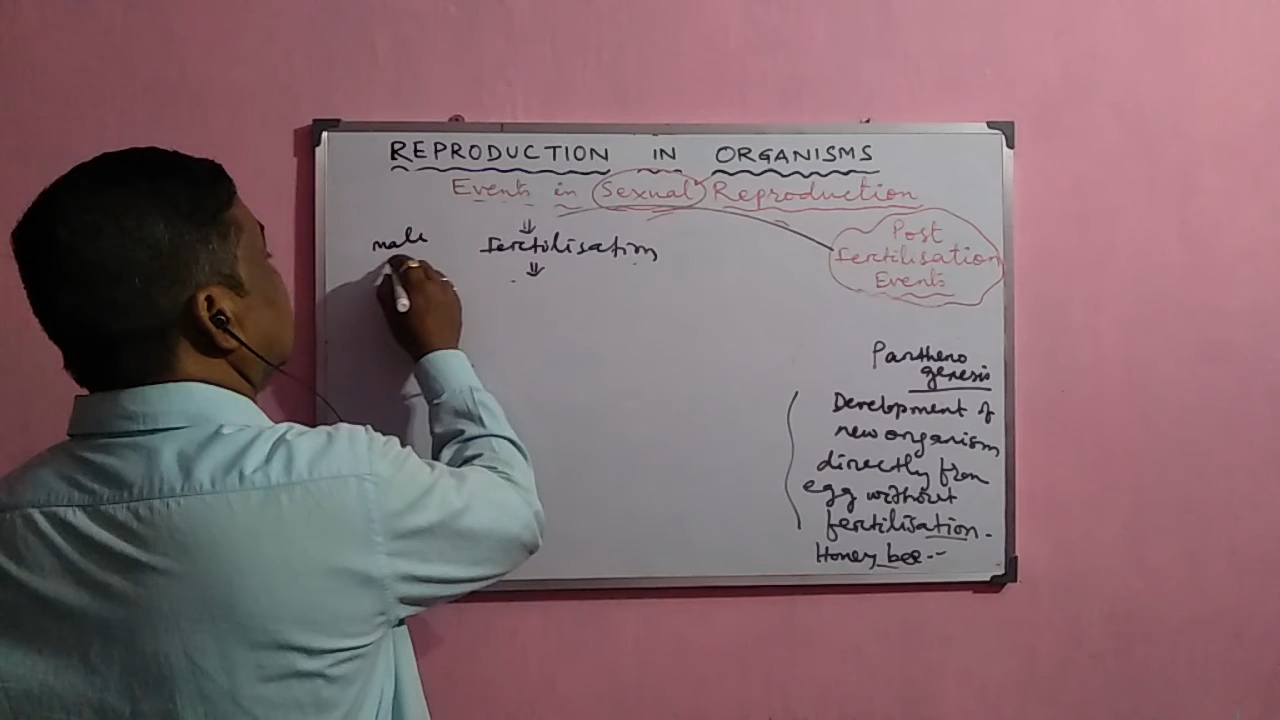 REPRODUCTION IN ORGANISMS
Events in Sexual Reproduction
Post
Fertilisation
Events
male
fertilisation
Partheno
genesis
Development of
new organism
directly from
egg without
fertilisation.
Honey bee--